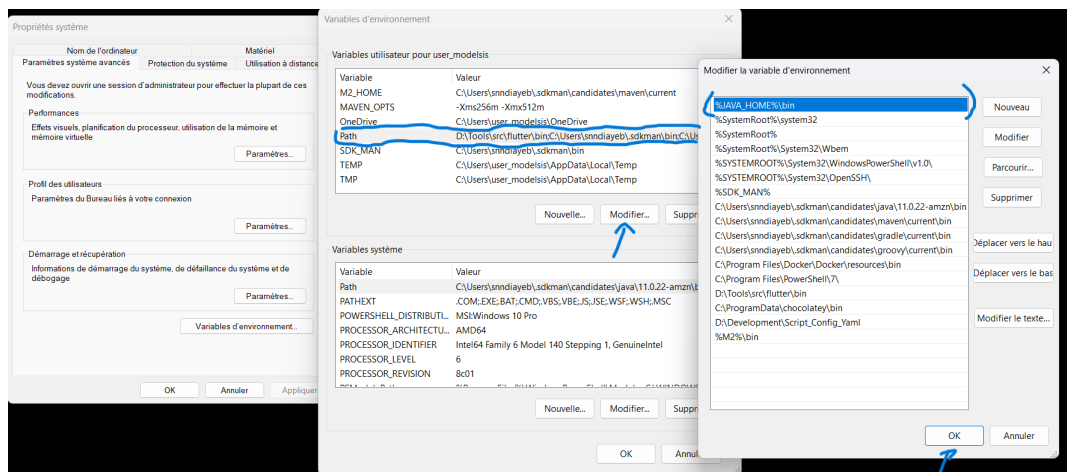 Propriétés système
Nom de l'ordinateur
Matériel
Paramètres système avancés
Protection du système
Utilisation à distance
Vous devez ouvrir une session d'administrateur pour effectuer la plupart de ces
modifications.
Performances
Effets visuels, planification du processeur, utilisation de la mémoire et
mémoire virtuelle
Paramètres...
Profil des utilisateurs
Paramètres du Bureau liés à votre connexion
Paramètres...
Démarrage et récupération
Informations de démarrage du système, de défaillance du système et de
débogage
Paramètres...
Variables d'environnement...
OK
Annuler
Appliquer
Variables d'environnement
Variables utilisateur pour user_modelsis
Variable Valeur
M2_HOME C:\Users\snndiayeb\.sdkman\candidates\maven\current
MAVEN_OPTS -Xms256m -Xmx512m
OneDrive C:\Users\user_modelsis\OneDrive
Path D:\Tools\src\flutter\bin;C:\Users\snndiayeb\.sdkman\bin;C:\Us
SDK_MAN C:\Users\snndiayeb\.sdkman\bin
TEMP C:\Users\user_modelsis\AppData\Local\Temp
TMP C:\Users\user_modelsis\AppData\Local\Temp
Nouvelle...
Modifier...
Suppr
Variables système
Variable Valeur
Path C:\Users\snndiayeb\.sdkman\candidates\java\11.0.22-amzn\b
PATHEXT .COM;.EXE;.BAT;.CMD;.VBS;.VBE;.JS;.JSE;.WSF;.WSH;.MSC
POWERSHELL_DISTRIBUTI... MSI:Windows 10 Pro
PROCESSOR_ARCHITECTU... AMD64
PROCESSOR_IDENTIFIER Intel64 Family 6 Model 140 Stepping 1, GenuineIntel
PROCESSOR_LEVEL 6
PROCESSOR_REVISION 8c01
Nouvelle...
Modifier...
Suppr
OK
Annul
Modifier la variable d'environnement
%JAVA_HOME%\bin
%SystemRoot%\system32
%SystemRoot%
%SystemRoot%\System32\Wbem
%SYSTEMROOT%\System32\WindowsPowerShell\v1.0\
%SYSTEMROOT%\System32\OpenSSH\
%SDK_MAN%
C:\Users\snndiayeb\.sdkman\candidates\java\11.0.22-amzn\bin
C:\Users\snndiayeb\.sdkman\candidates\maven\current\bin
C:\Users\snndiayeb\.sdkman\candidates\gradle\current\bin
C:\Users\snndiayeb\.sdkman\candidates\groovy\current\bin
C:\Program Files\Docker\Docker\resources\bin
C:\Program Files\PowerShell\7\
D:\Tools\src\flutter\bin
C:\ProgramData\chocolatey\bin
D:\Development\Script_Config_Yaml
%M2%\bin
Nouveau
Modifier
Parcourir...
Supprimer
Déplacer vers le hau
Déplacer vers le bas
Modifier le texte...
OK
Annuler